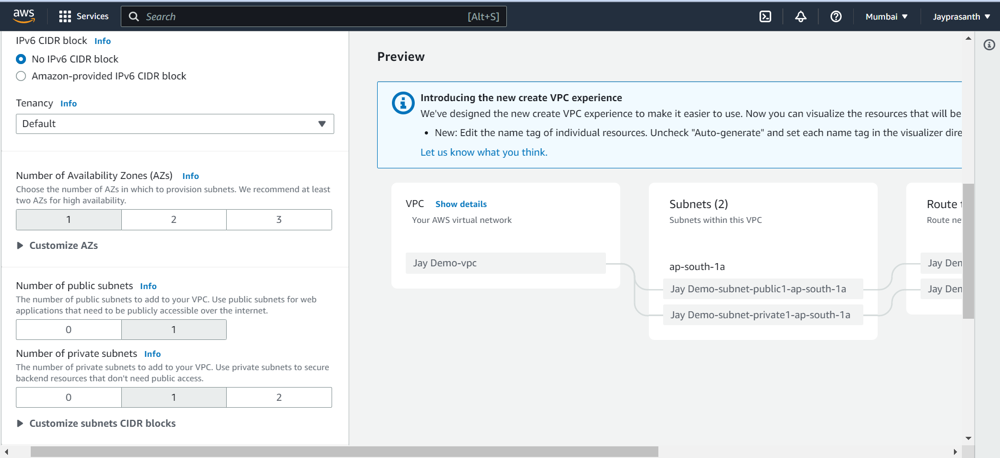 aws
Services
Search
[Alt+S]
Mumbai
Jayprasanth
IPv6 CIDR block Info
No IPv6 CIDR block
Amazon-provided IPv6 CIDR block
Tenancy Info
Default
Number of Availability Zones (AZs) Info
Choose the number of AZs in which to provision subnets. We recommend at least
two AZs for high availability.
1 2 3
Customize AZs
Number of public subnets Info
The number of public subnets to add to your VPC. Use public subnets for web
applications that need to be publicly accessible over the internet.
0 1
Number of private subnets Info
The number of private subnets to add to your VPC. Use private subnets to secure
backend resources that don't need public access.
0 1 2
Customize subnets CIDR blocks
Preview
Introducing the new create VPC experience
We've designed the new create VPC experience to make it easier to use. Now you can visualize the resources that will be
• New: Edit the name tag of individual resources. Uncheck "Auto-generate" and set each name tag in the visualizer dire
Let us know what you think.
VPC Show details
Your AWS virtual network
Jay Demo-vpc
Subnets (2)
Subnets within this VPC
ap-south-1a
Jay Demo-subnet-public1-ap-south-1a
Jay Demo-subnet-private1-ap-south-1a
Route
Route
Jay
Jay